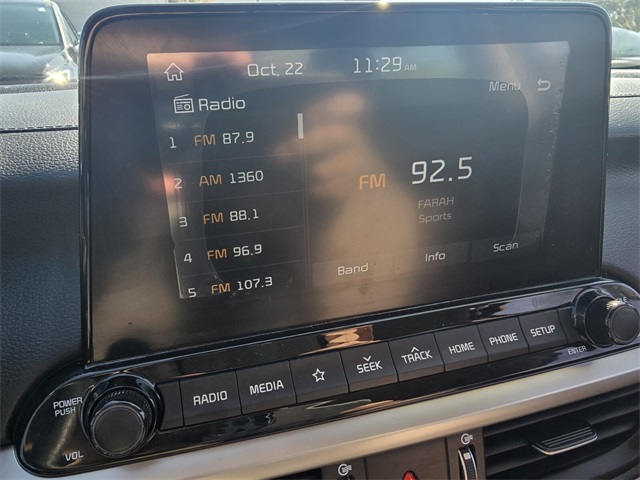 Oct. 22 11:29 AM
Menu
Radio
1 FM 87.9
2 AM 1360
3 FM 88.1
4 FM 96.9
5 FM 107.3
FM 92.5
FARAH
Sports
Band Info Scan
POWER
PUSH
VOL
RADIO MEDIA SEEK TRACK HOME PHONE SETUP
ENTER